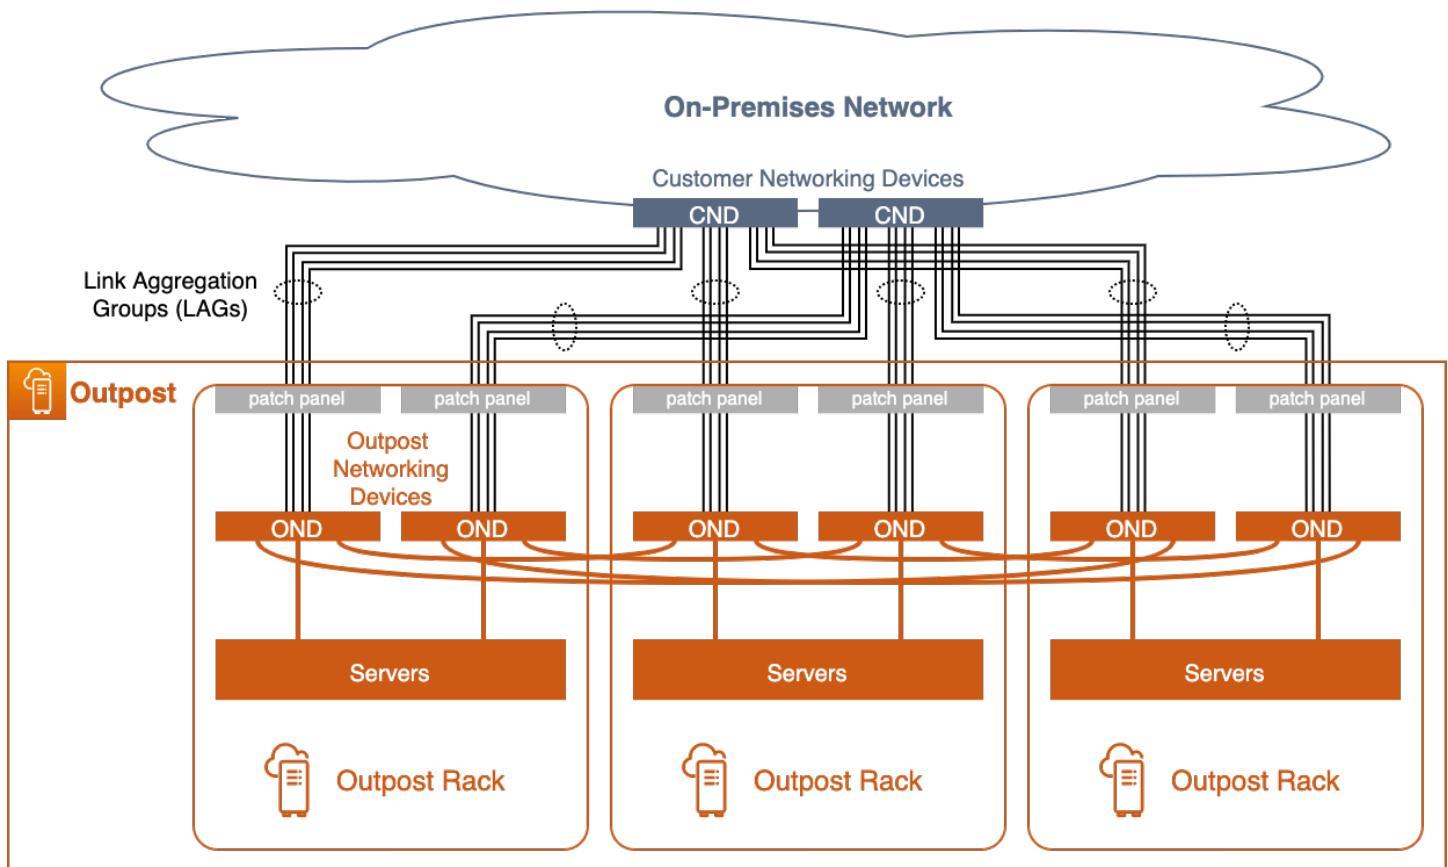 On-Premises Network
Customer Networking Devices
CND
CND
Link Aggregation
Groups (LAGs)
Outpost
patch panel
patch panel
patch panel
patch panel
patch panel
patch panel
Outpost
Networking
Devices
OND
OND
OND
OND
OND
OND
Servers
Servers
Servers
Outpost Rack
Outpost Rack
Outpost Rack